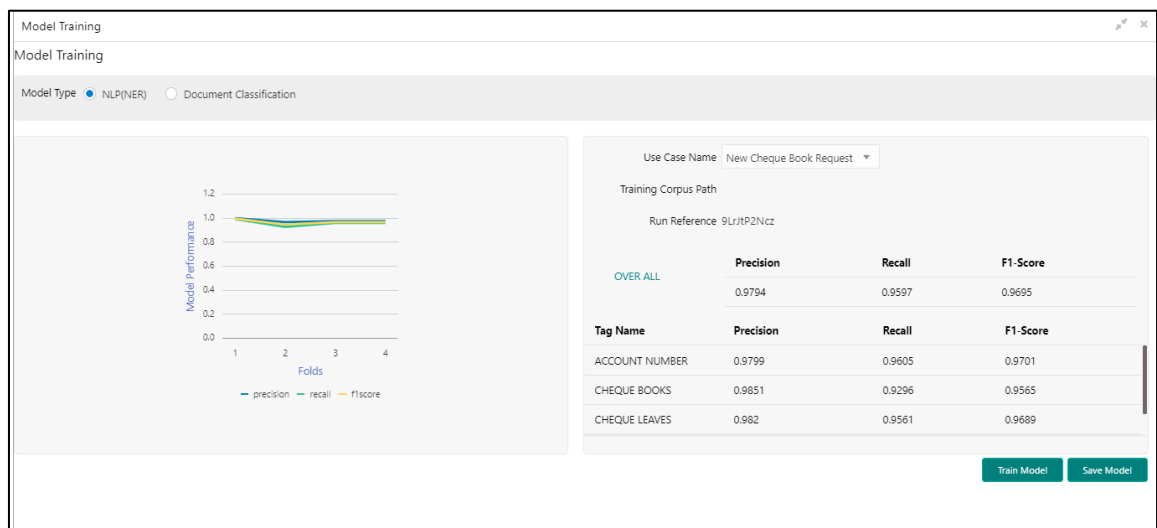 Model Training
Model Training
Model Type NLP(NER) Document Classification
1.2
1.0
0.8
0.6
0.4
0.2
0.0
Model Performance
1 2 3 4
Folds
precision recall f1score
Use Case Name New Cheque Book Request
Training Corpus Path
Run Reference 9LrJtP2Ncz
OVER ALL
Precision Recall F1-Score
0.9794 0.9597 0.9695
Tag Name Precision Recall F1-Score
ACCOUNT NUMBER 0.9799 0.9605 0.9701
CHEQUE BOOKS 0.9851 0.9296 0.9565
CHEQUE LEAVES 0.982 0.9561 0.9689
Train Model Save Model